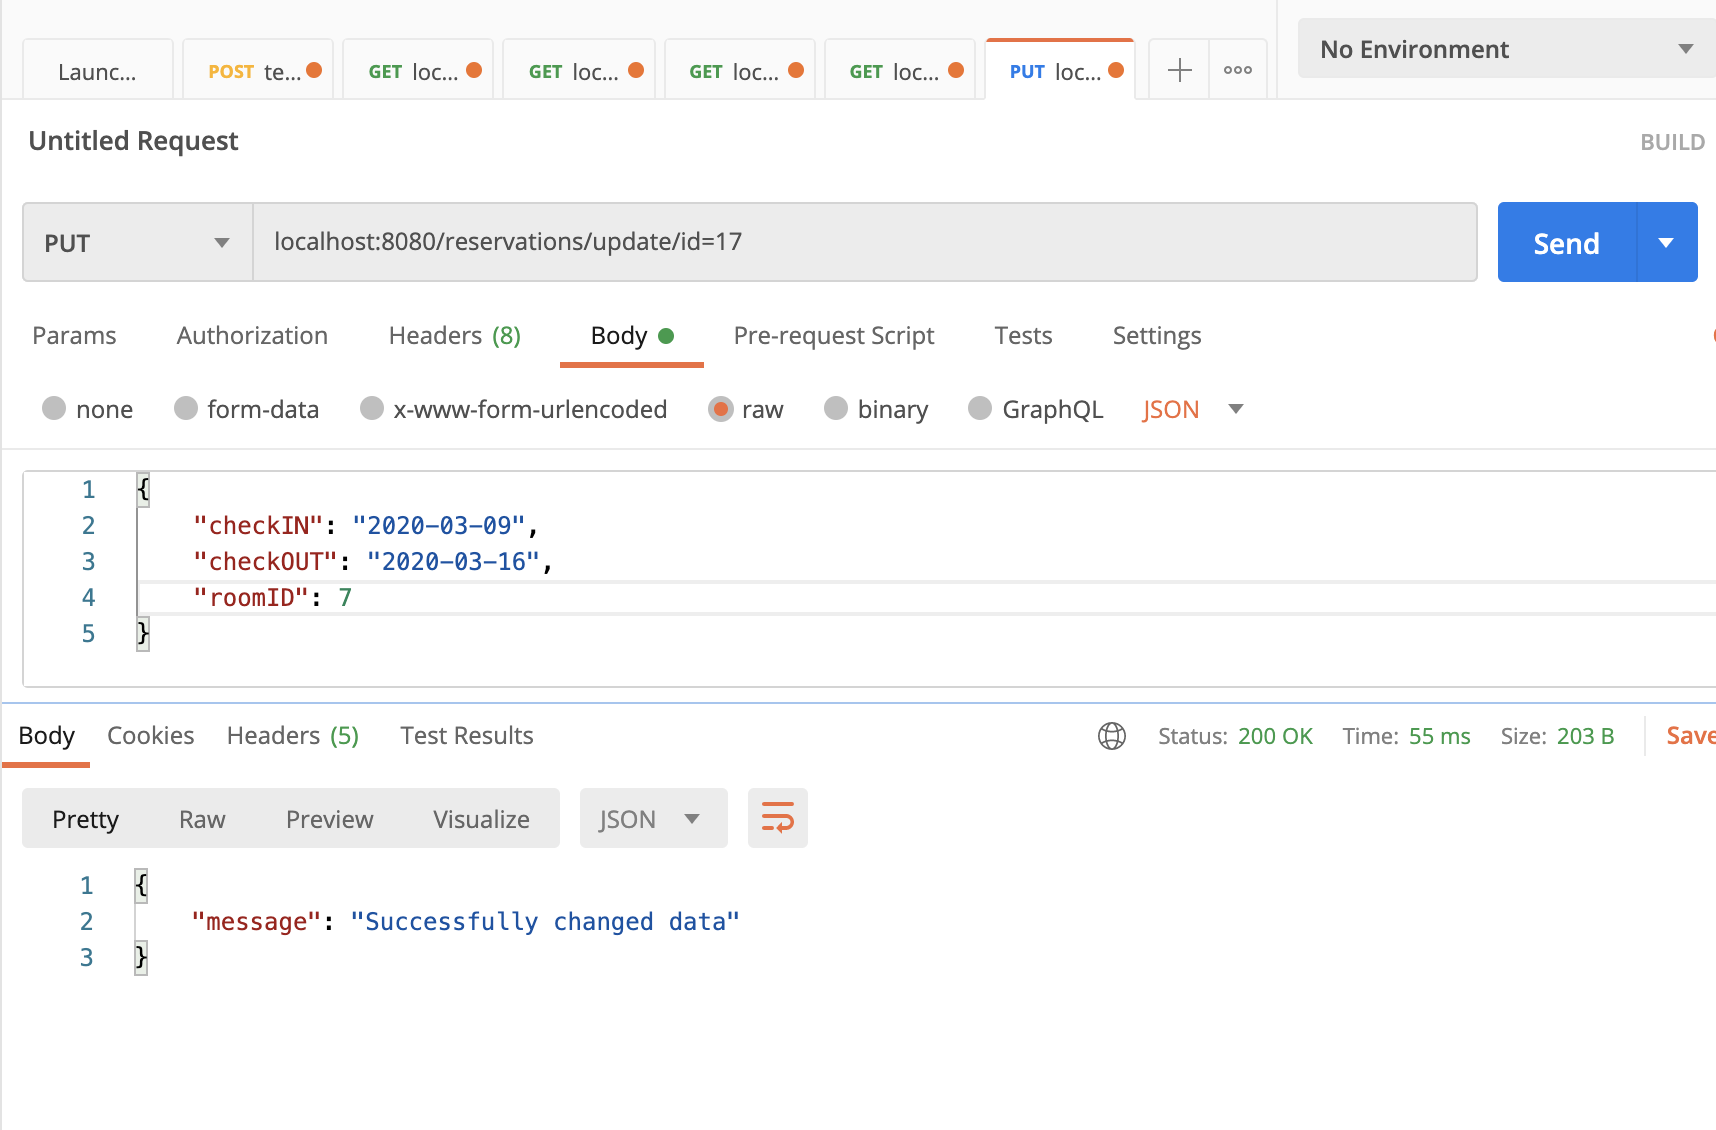 Launc... POST te... GET loc... GET loc... GET loc... GET loc... PUT loc... No Environment
Untitled Request BUILD
PUT localhost:8080/reservations/update/id=17 Send
Params Authorization Headers (8) Body Pre-request Script Tests Settings
none form-data x-www-form-urlencoded raw binary GraphQL JSON
1 {
2 "checkIN": "2020-03-09",
3 "checkOUT": "2020-03-16",
4 "roomID": 7
5 }
Body Cookies Headers (5) Test Results Status: 200 OK Time: 55 ms Size: 203 B Save
Pretty Raw Preview Visualize JSON
1 {
2 "message": "Successfully changed data"
3 }